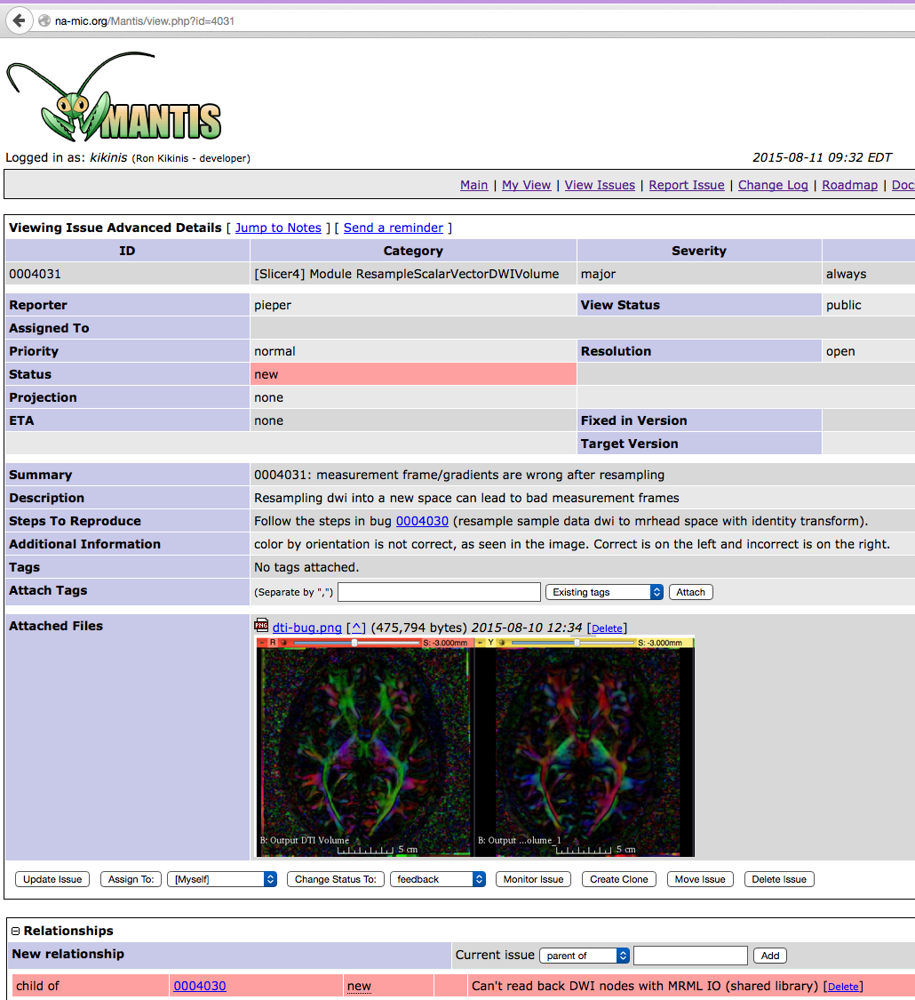 na-mic.org/Mantis/view.php?id=4031
MANTIS
Logged in as: kikinis (Ron Kikinis - developer) 2015-08-11 09:32 EDT
Main | My View | View Issues | Report Issue | Change Log | Roadmap | Doc
Viewing Issue Advanced Details [ Jump to Notes ] [ Send a reminder ]
ID Category Severity
0004031 [Slicer4] Module ResampleScalarVectorDWIVolume major always
Reporter pieper View Status public
Assigned To
Priority normal Resolution open
Status new
Projection none
ETA none Fixed in Version
Target Version
Summary 0004031: measurement frame/gradients are wrong after resampling
Description Resampling dwi into a new space can lead to bad measurement frames
Steps To Reproduce Follow the steps in bug 0004030 (resample sample data dwi to mrhead space with identity transform).
Additional Information color by orientation is not correct, as seen in the image. Correct is on the left and incorrect is on the right.
Tags No tags attached.
Attach Tags (Separate by ",") Existing tags Attach
Attached Files PNG dti-bug.png [^] (475,794 bytes) 2015-08-10 12:34 [Delete]
R S: -3.000mm Y S: -3.000mm
B: Output DTI Volume B: Output ...olume_1
5 cm 5 cm
Update Issue Assign To: [Myself] Change Status To: feedback Monitor Issue Create Clone Move Issue Delete Issue
Relationships
New relationship Current issue parent of Add
child of 0004030 new Can't read back DWI nodes with MRML IO (shared library) [Delete]